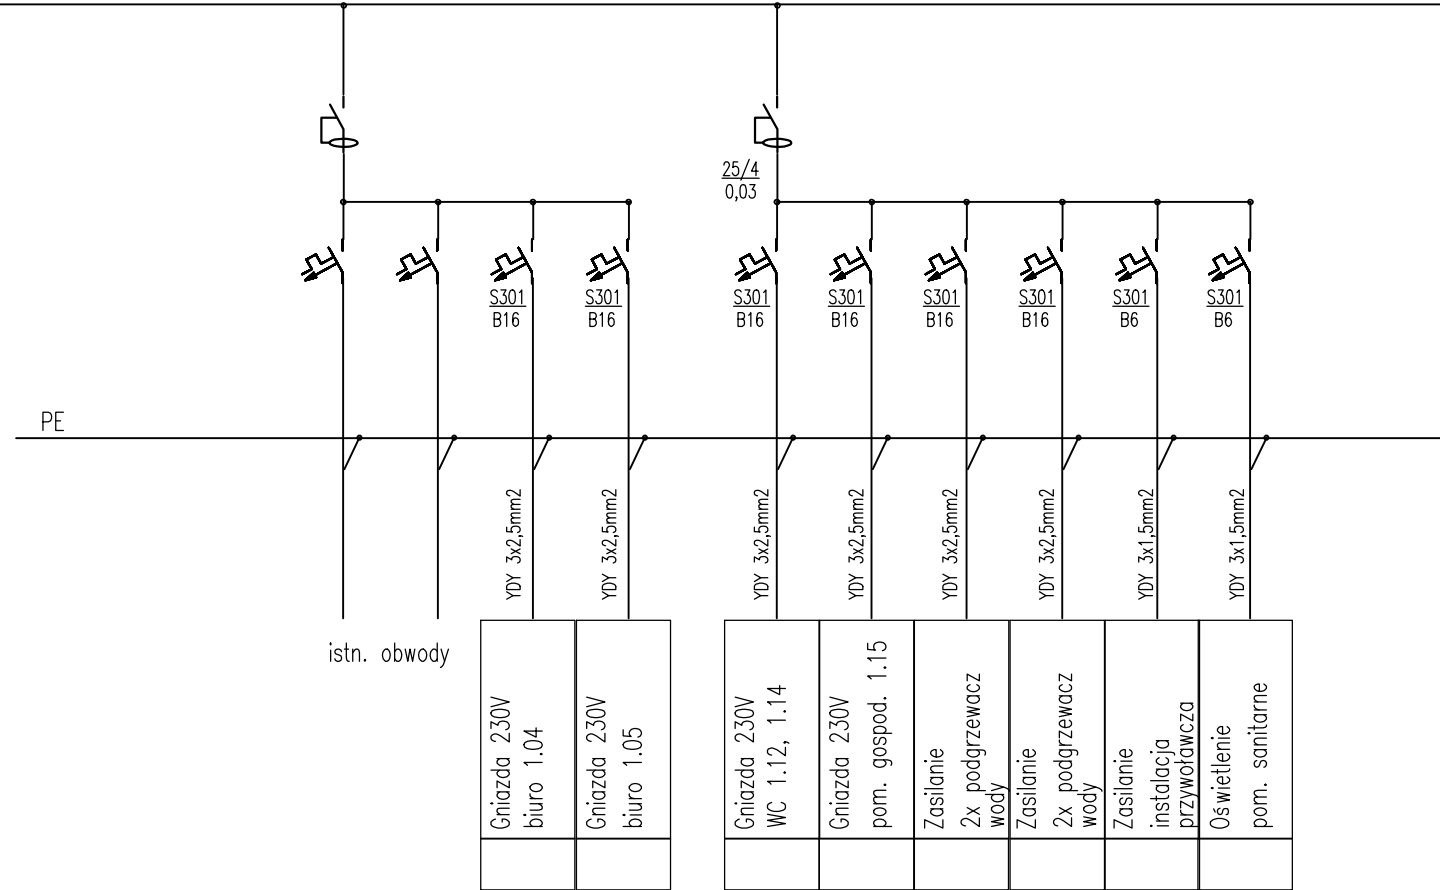 25/4
0,03
S301
B16
S301
B16
S301
B16
S301
B16
S301
B16
S301
B16
S301
B6
S301
B6
PE
YDY 3x2,5mm2
YDY 3x2,5mm2
YDY 3x2,5mm2
YDY 3x2,5mm2
YDY 3x2,5mm2
YDY 3x2,5mm2
YDY 3x1,5mm2
YDY 3x1,5mm2
istn. obwody
Gniazda 230V
biuro 1.04
Gniazda 230V
biuro 1.05
Gniazda 230V
WC 1.12, 1.14
Gniazda 230V
pom. gospod. 1.15
Zasilanie
2x podgrzewacz
wody
Zasilanie
2x podgrzewacz
wody
Zasilanie
instalacja
przywoławcza
Oświetlenie
pom. sanitarne